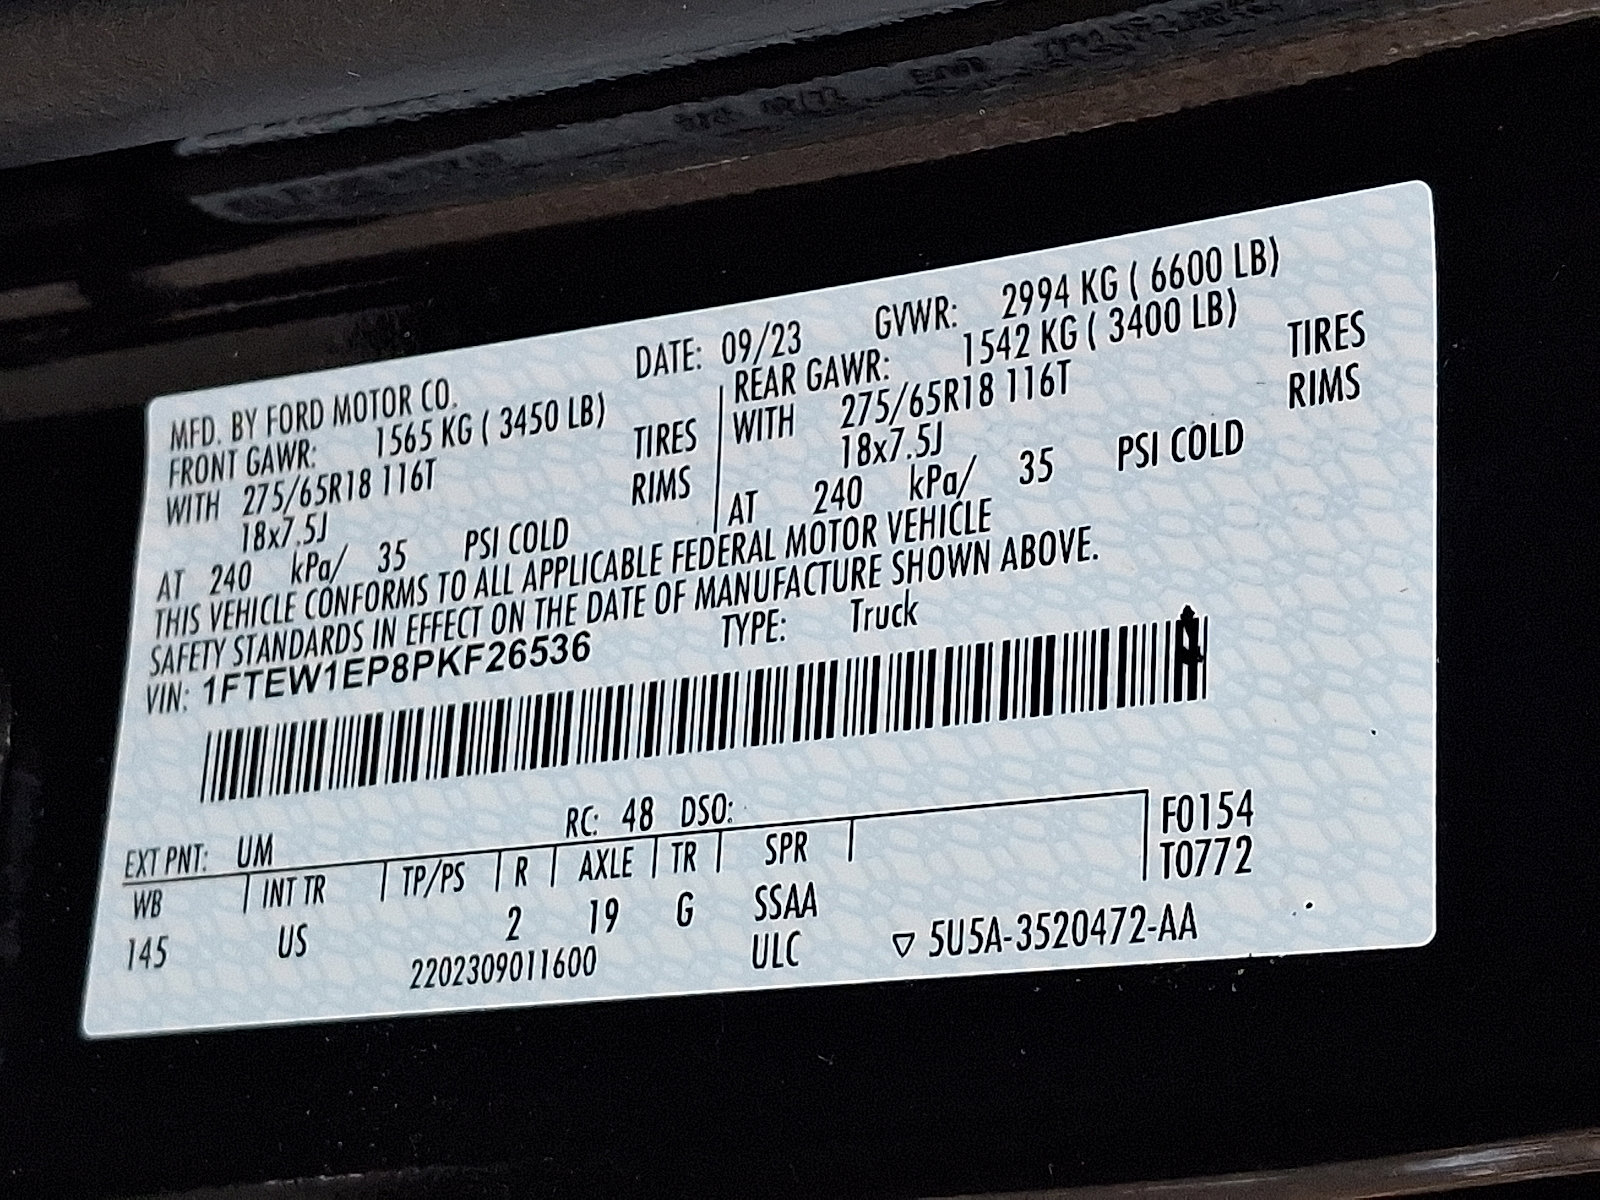 MFD. BY FORD MOTOR CO. DATE: 09/23 GVWR: 2994 KG ( 6600 LB)
FRONT GAWR: 1565 KG ( 3450 LB)
WITH 275/65R18 116T TIRES
18x7.5J RIMS
AT 240 kPa/ 35 PSI COLD
REAR GAWR: 1542 KG ( 3400 LB)
WITH 275/65R18 116T TIRES
18x7.5J RIMS
AT 240 kPa/ 35 PSI COLD
THIS VEHICLE CONFORMS TO ALL APPLICABLE FEDERAL MOTOR VEHICLE
SAFETY STANDARDS IN EFFECT ON THE DATE OF MANUFACTURE SHOWN ABOVE.
VIN: 1FTEW1EP8PKF26536 TYPE: Truck
EXT PNT: UM RC: 48 DSO: F0154
WB INT TR TP/PS R AXLE TR SPR T0772
145 US 2 19 G SSAA
2202309011600 ULC ▽ 5U5A-3520472-AA